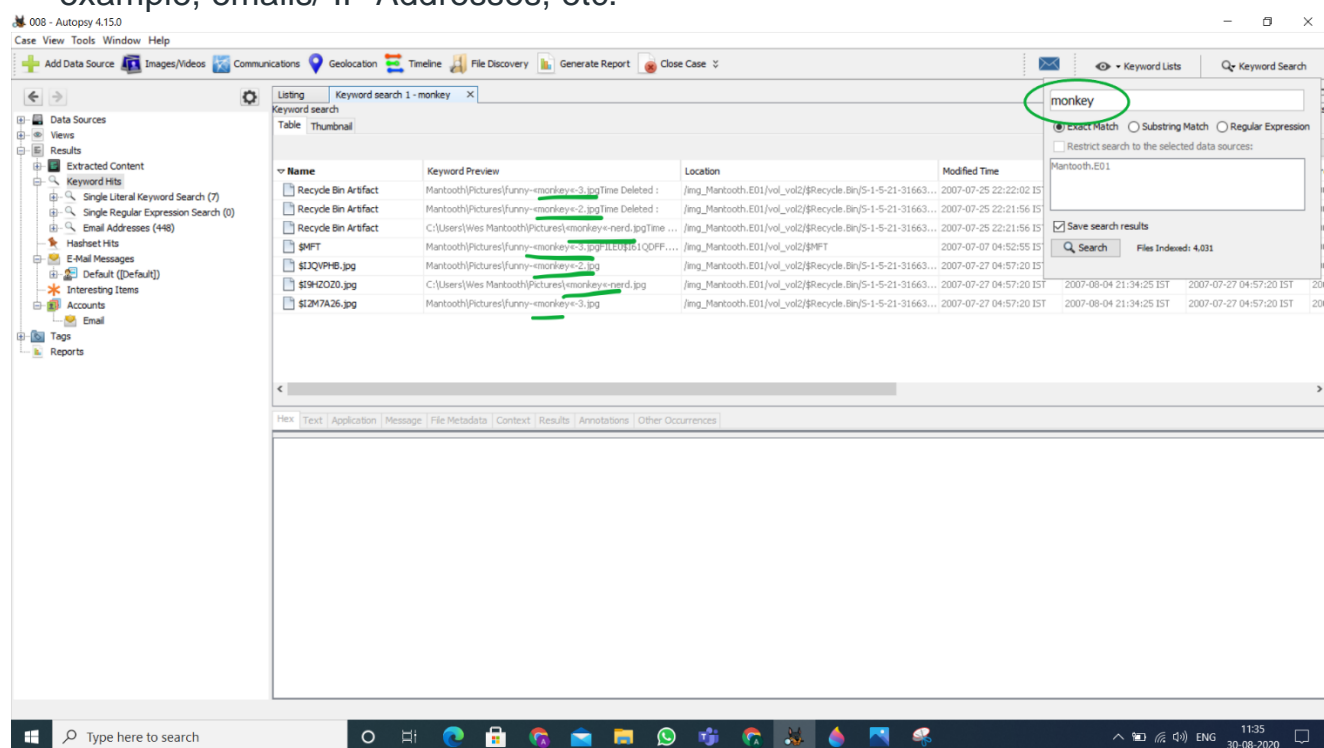 example, emails/ IP Addresses, etc.
008 - Autopsy 4.15.0
Case View Tools Window Help
Add Data Source Images/Videos Communications Geolocation Timeline File Discovery Generate Report Close Case Keyword Lists Keyword Search
Listing Keyword search 1 - monkey X
Keyword search
Table Thumbnail
Data Sources
Views
Results
Extracted Content
Keyword Hits
Single Literal Keyword Search (7)
Single Regular Expression Search (0)
Email Addresses (448)
Hashset Hits
E-Mail Messages
Default ([Default])
Interesting Items
Accounts
Email
Tags
Reports
monkey
Exact Match Substring Match Regular Expression
Restrict search to the selected data sources:
Mantooth.E01
Save search results
Search Files Indexed: 4,031
Name Keyword Preview Location Modified Time
Recycle Bin Artifact Mantooth\Pictures\funny-«monkey«-3.jpgTime Deleted : /img_Mantooth.E01/vol_vol2/$Recycle.Bin/S-1-5-21-31663... 2007-07-25 22:22:02 IST
Recycle Bin Artifact Mantooth\Pictures\funny-«monkey«-2.jpgTime Deleted : /img_Mantooth.E01/vol_vol2/$Recycle.Bin/S-1-5-21-31663... 2007-07-25 22:21:56 IST
Recycle Bin Artifact C:\Users\Wes Mantooth\Pictures\«monkey«-nerd.jpgTime ... /img_Mantooth.E01/vol_vol2/$Recycle.Bin/S-1-5-21-31663... 2007-07-25 22:21:56 IST
$MFT Mantooth\Pictures\funny-«monkey«-3.jpgFILE0$I61QDFF.... /img_Mantooth.E01/vol_vol2/$MFT 2007-07-07 04:52:55 IST
$IJQVPHB.jpg Mantooth\Pictures\funny-«monkey«-2.jpg /img_Mantooth.E01/vol_vol2/$Recycle.Bin/S-1-5-21-31663... 2007-07-27 04:57:20 IST
$I9HZOZ0.jpg C:\Users\Wes Mantooth\Pictures\«monkey«-nerd.jpg /img_Mantooth.E01/vol_vol2/$Recycle.Bin/S-1-5-21-31663... 2007-07-27 04:57:20 IST 2007-08-04 21:34:25 IST 2007-07-27 04:57:20 IST
$I2M7A26.jpg Mantooth\Pictures\funny-«monkey«-3.jpg /img_Mantooth.E01/vol_vol2/$Recycle.Bin/S-1-5-21-31663... 2007-07-27 04:57:20 IST 2007-08-04 21:34:25 IST 2007-07-27 04:57:20 IST
Hex Text Application Message File Metadata Context Results Annotations Other Occurrences
Type here to search
ENG
11:35
30-08-2020